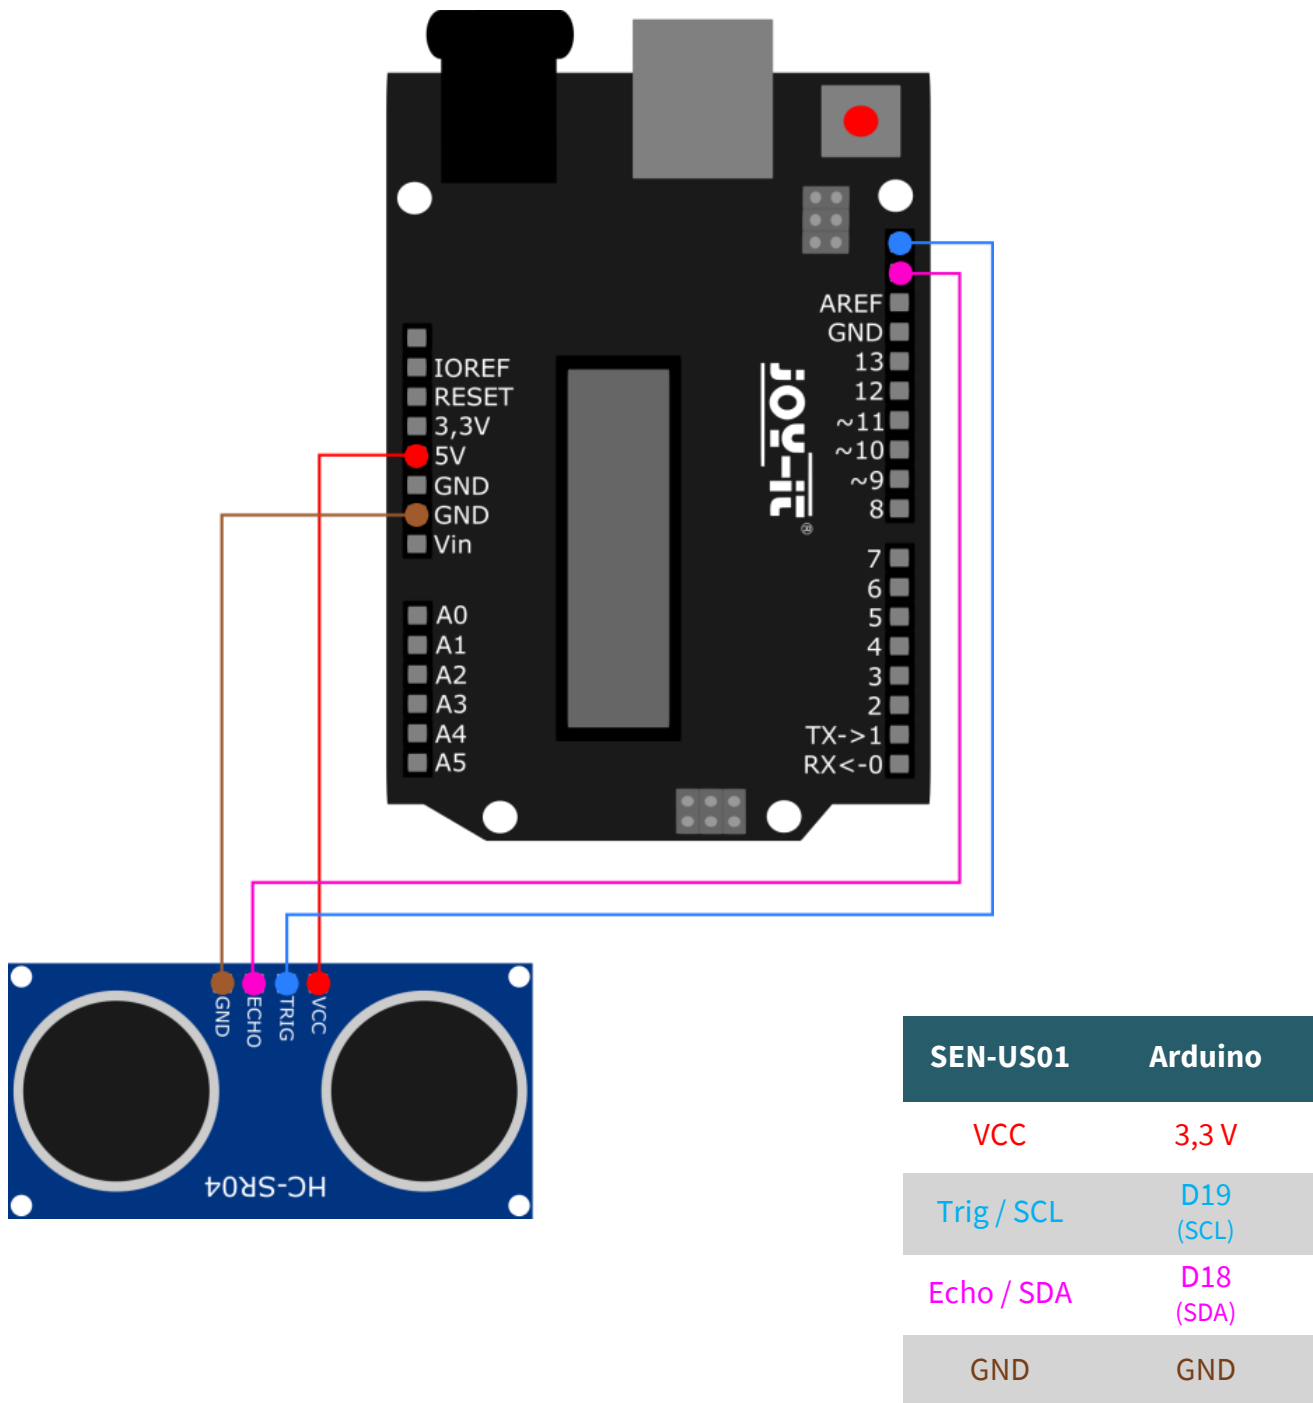 AREF
GND
13
12
~11
~10
~9
8
7
6
5
4
3
2
TX->1
RX<-0
IOREF
RESET
3,3V
5V
GND
GND
Vin
A0
A1
A2
A3
A4
A5
JOY-iT
®
GND
ECHO
TRIG
VCC
HC-SR04
SEN-US01 Arduino
VCC 3,3 V
Trig / SCL D19
(SCL)
Echo / SDA D18
(SDA)
GND GND